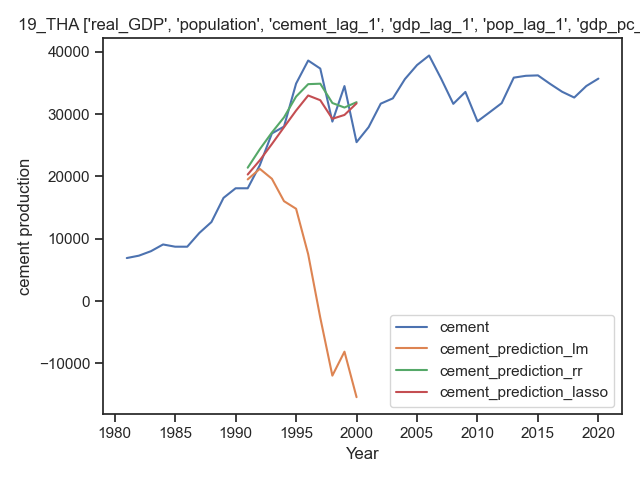 19_THA ['real_GDP', 'population', 'cement_lag_1', 'gdp_lag_1', 'pop_lag_1', 'gdp_pc_
40000
30000
20000
10000
0
−10000
cement production
cement
cement_prediction_lm
cement_prediction_rr
cement_prediction_lasso
1980 1985 1990 1995 2000 2005 2010 2015 2020
Year